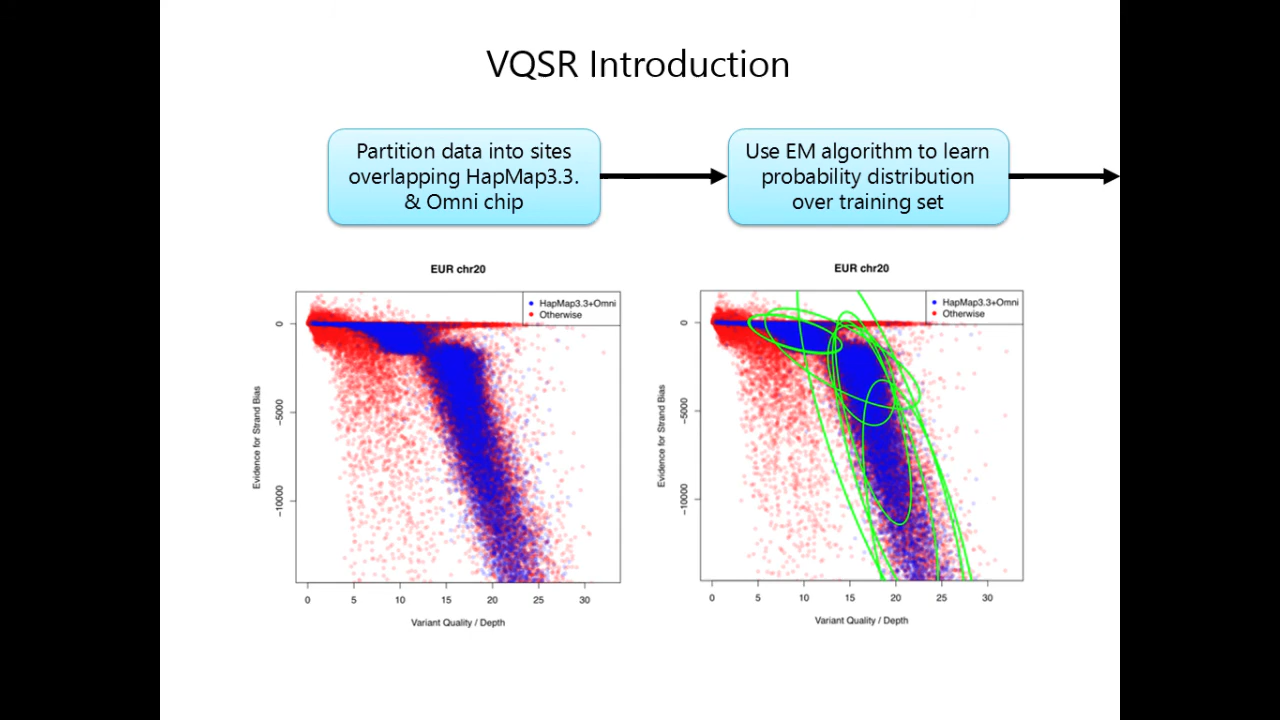 VQSR Introduction
Partition data into sites
overlapping HapMap3.3.
& Omni chip
Use EM algorithm to learn
probability distribution
over training set
EUR chr20
HapMap3.3+Omni
Otherwise
Evidence for Strand Bias
0
−5000
−10000
0 5 10 15 20 25 30
Variant Quality / Depth
EUR chr20
HapMap3.3+Omni
Otherwise
Evidence for Strand Bias
0
−5000
−10000
0 5 10 15 20 25 30
Variant Quality / Depth